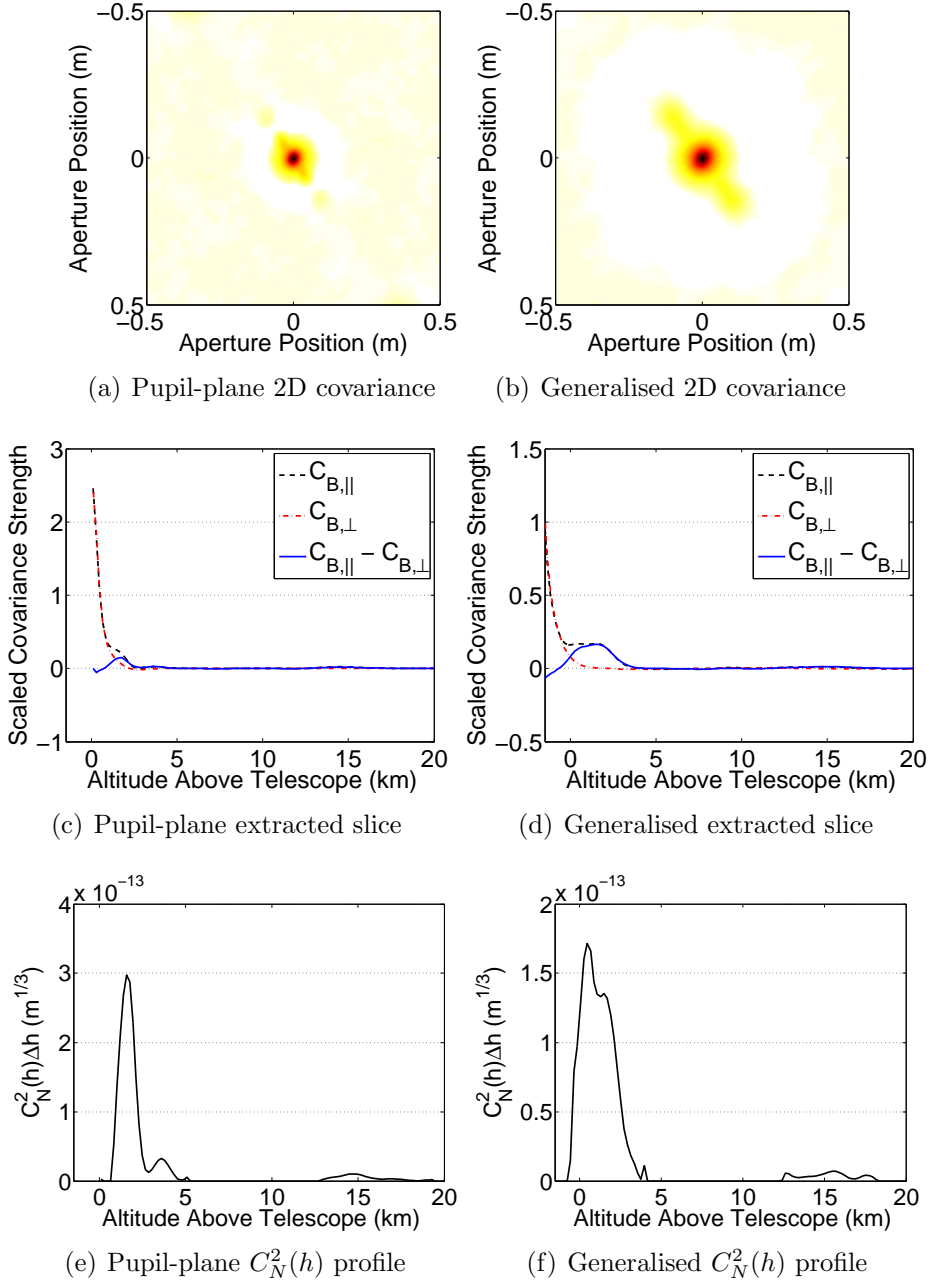 −0.5
0
0.5
−0.5 0 0.5
Aperture Position (m)
Aperture Position (m)
(a) Pupil-plane 2D covariance
−0.5
0
0.5
−0.5 0 0.5
Aperture Position (m)
Aperture Position (m)
(b) Generalised 2D covariance
3
2
1
0
−1
0 5 10 15 20
Scaled Covariance Strength
Altitude Above Telescope (km)
C_{B,||}
C_{B,⊥}
C_{B,||} − C_{B,⊥}
(c) Pupil-plane extracted slice
1.5
1
0.5
0
−0.5
0 5 10 15 20
Scaled Covariance Strength
Altitude Above Telescope (km)
C_{B,||}
C_{B,⊥}
C_{B,||} − C_{B,⊥}
(d) Generalised extracted slice
x 10^{−13}
4
3
2
1
0
0 5 10 15 20
C_N^2(h)Δh (m^{1/3})
Altitude Above Telescope (km)
(e) Pupil-plane C_N^2(h) profile
x 10^{−13}
2
1.5
1
0.5
0
0 5 10 15 20
C_N^2(h)Δh (m^{1/3})
Altitude Above Telescope (km)
(f) Generalised C_N^2(h) profile